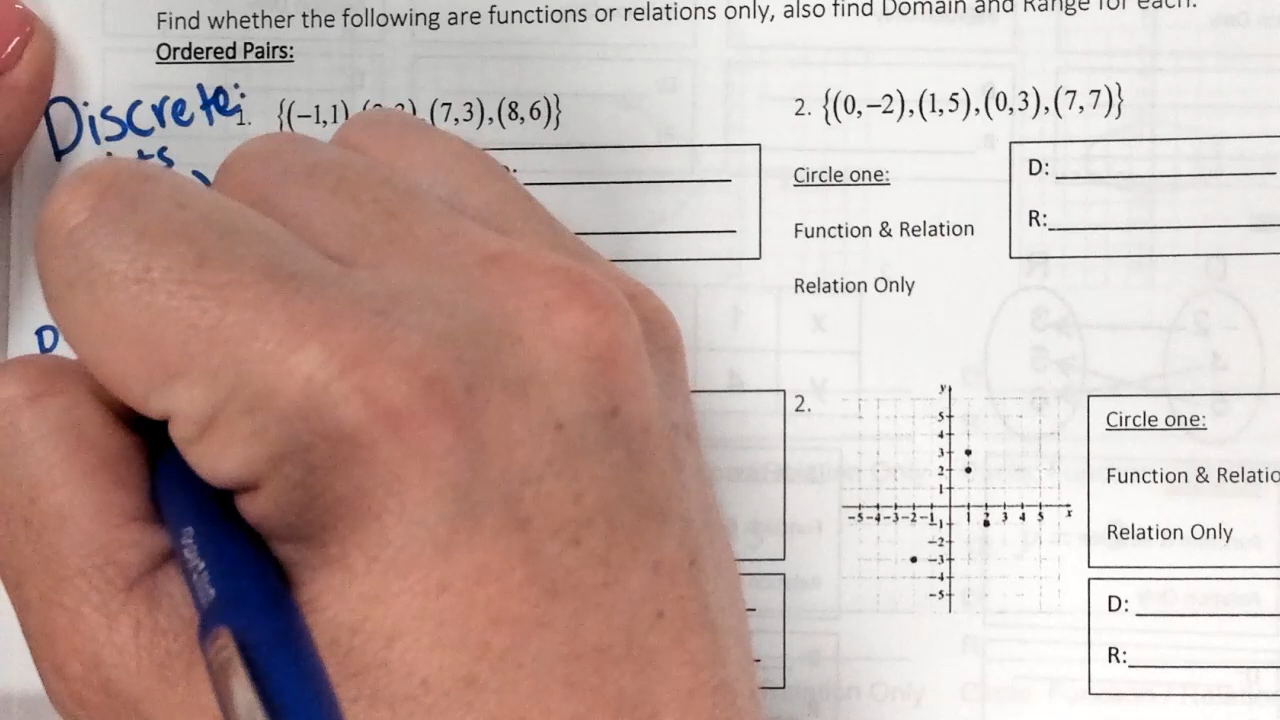 Find whether the following are functions or relations only, also find Domain and Range for each.
Ordered Pairs:
Discrete:
1. {(−1,1), (7,3),(8,6)}
2. {(0,−2),(1,5),(0,3),(7,7)}
Circle one:
Function & Relation
Relation Only
D:
R:
D
2.
y
5
4
3
2
1
−5 −4 −3 −2 −1 1 2 3 4 5 x
−1
−2
−3
−4
−5
Circle one:
Function & Relatio
Relation Only
D:
R: